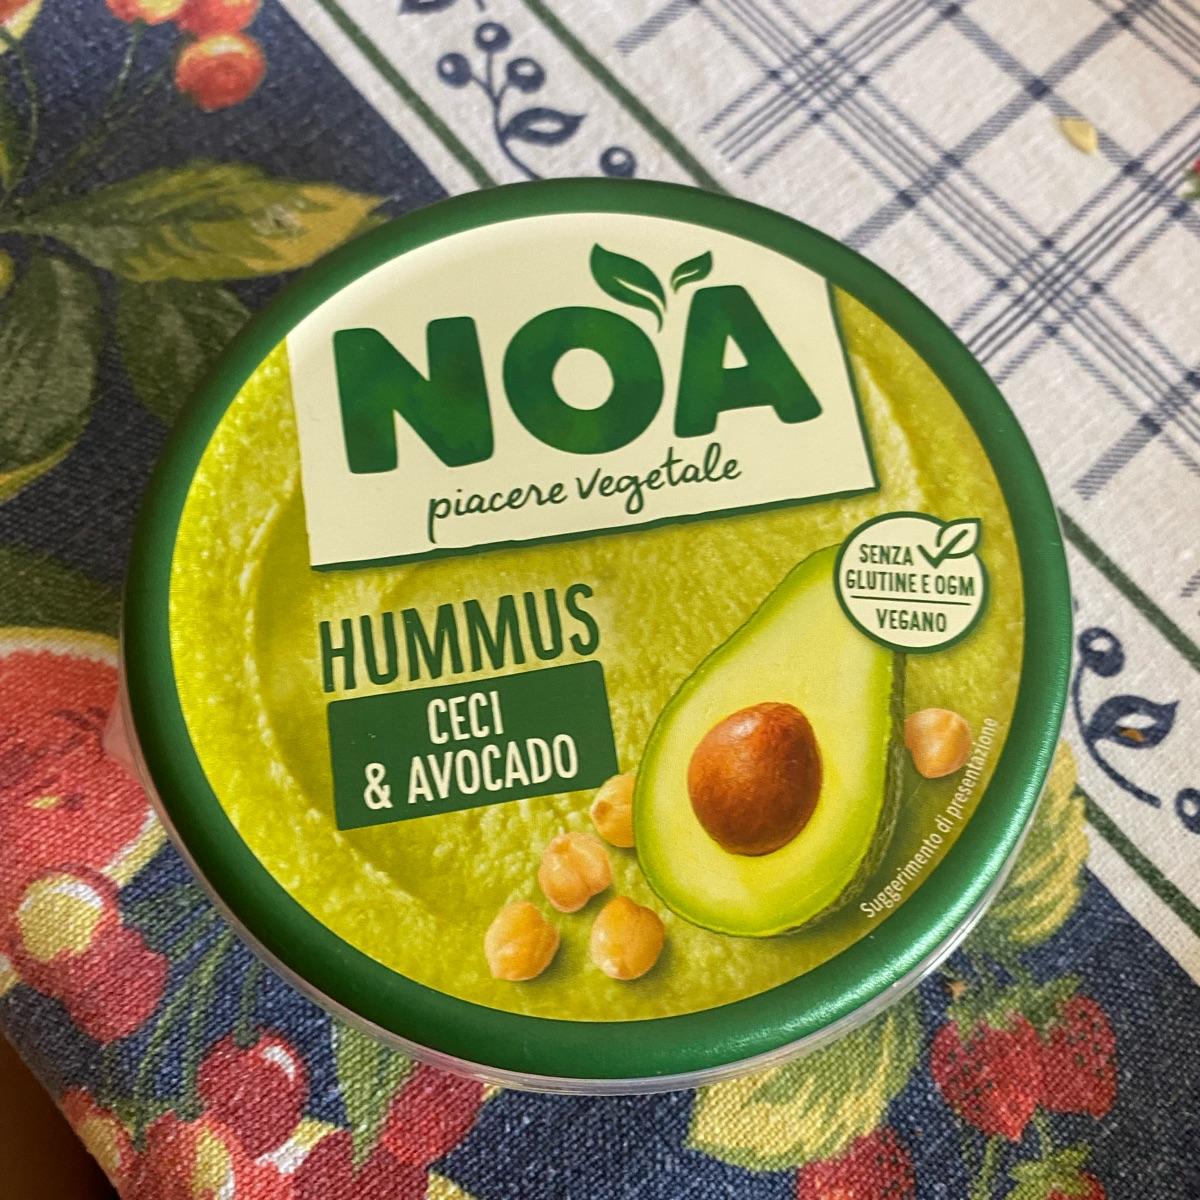 NOA
piacere vegetale
HUMMUS
CECI
& AVOCADO
SENZA
GLUTINE E OGM
VEGANO
Suggerimento di presentazione